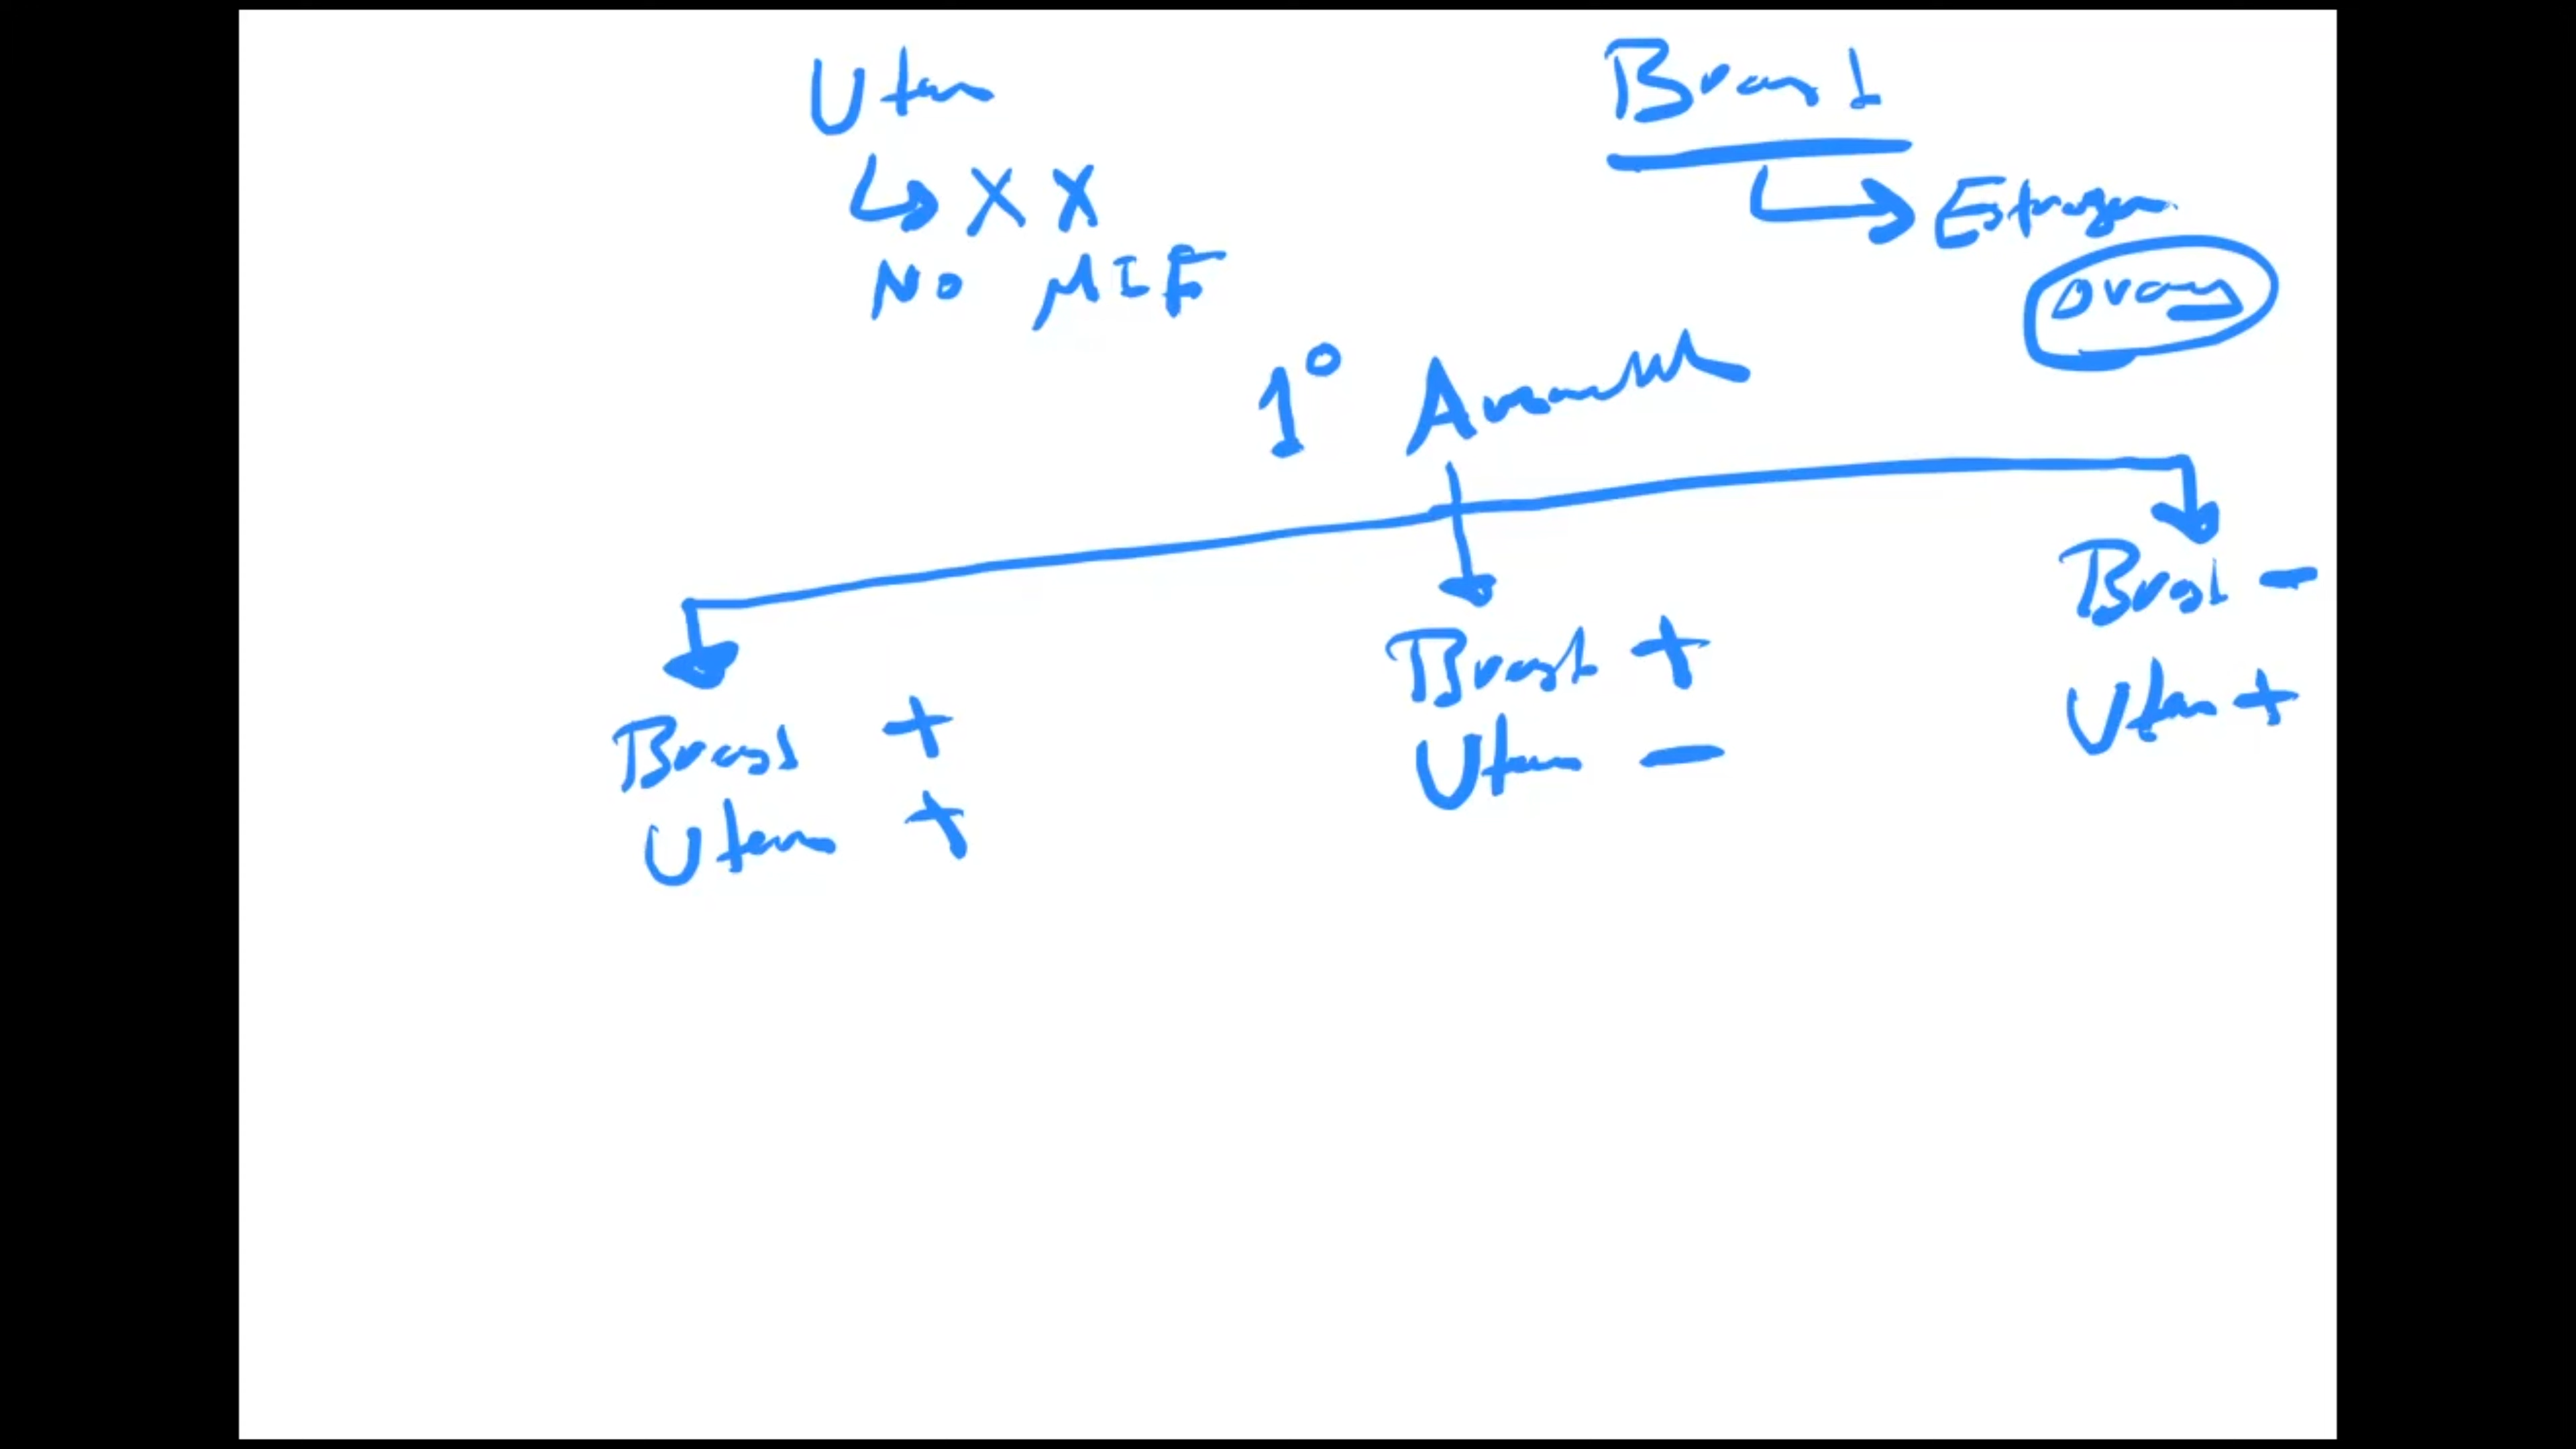 Uterus
XX
NO MIF
Breast
Estrogen
ovary
1° Amenorrhea
Breast +
Uterus +
Breast +
Uterus -
Breast -
Uterus +